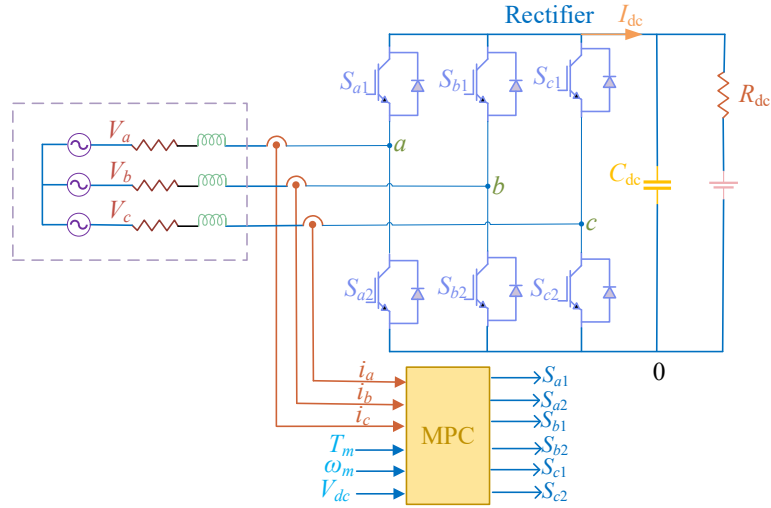 Rectifier
I_dc
S_a1
S_b1
S_c1
R_dc
V_a
a
V_b
b
C_dc
V_c
c
S_a2
S_b2
S_c2
0
i_a
i_b
i_c
T_m
ω_m
V_dc
MPC
S_a1
S_a2
S_b1
S_b2
S_c1
S_c2